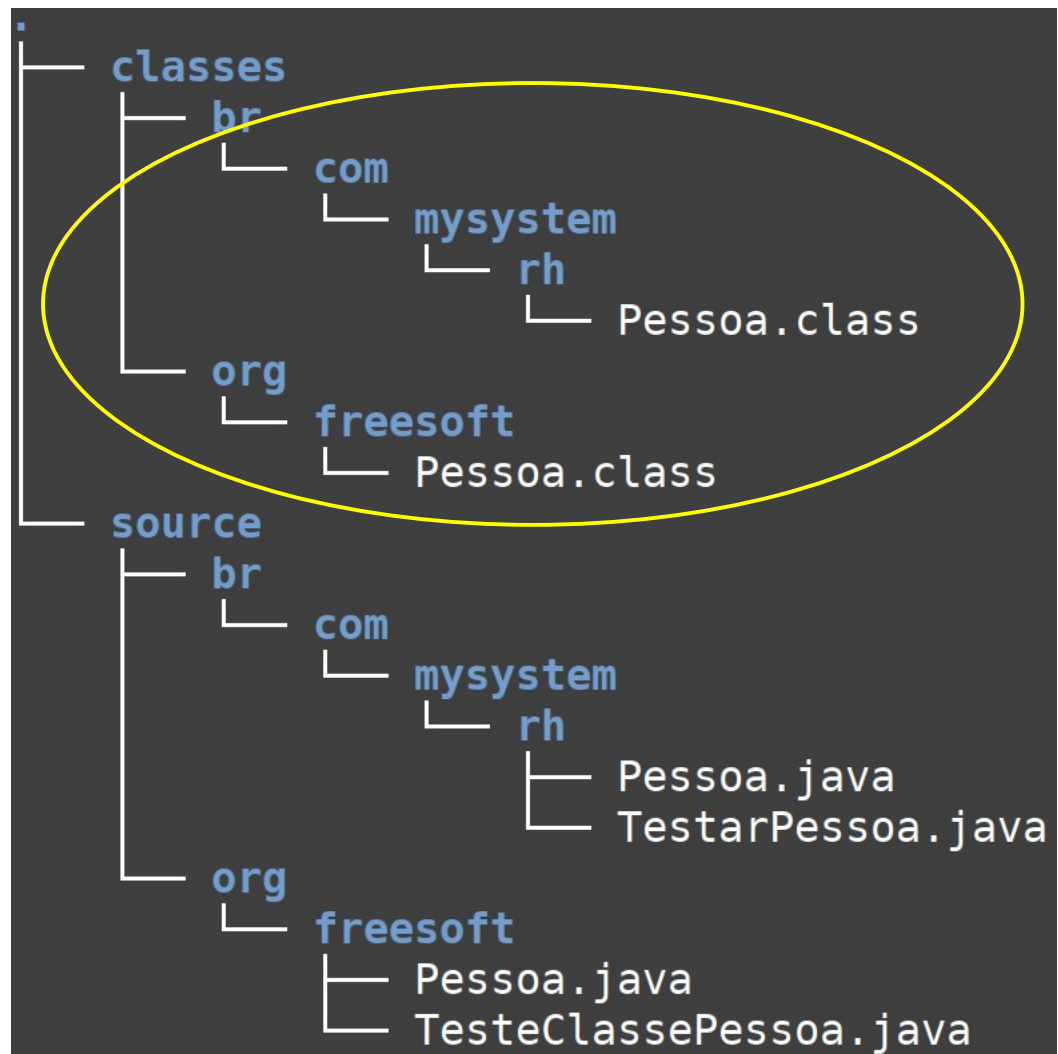 .
classes
br
com
mysystem
rh
Pessoa.class
org
freesoft
Pessoa.class
source
br
com
mysystem
rh
Pessoa.java
TestarPessoa.java
org
freesoft
Pessoa.java
TesteClassePessoa.java